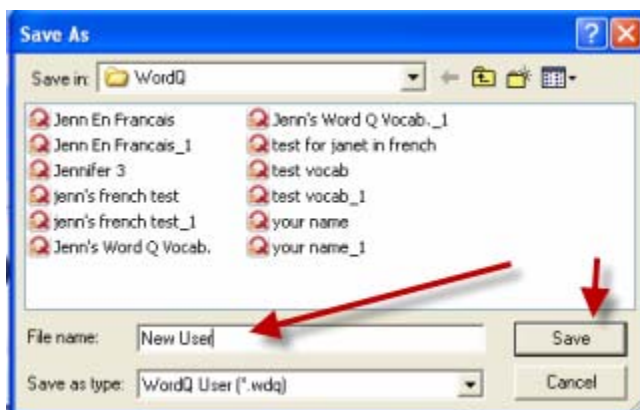 Save As
Save in: WordQ
Jenn En Francais
Jenn En Francais_1
Jennifer 3
jenn's french test
jenn's french test_1
Jenn's Word Q Vocab.
Jenn's Word Q Vocab._1
test for janet in french
test vocab
test vocab_1
your name
your name_1
File name: New User
Save
Save as type: WordQ User (*.wdq)
Cancel